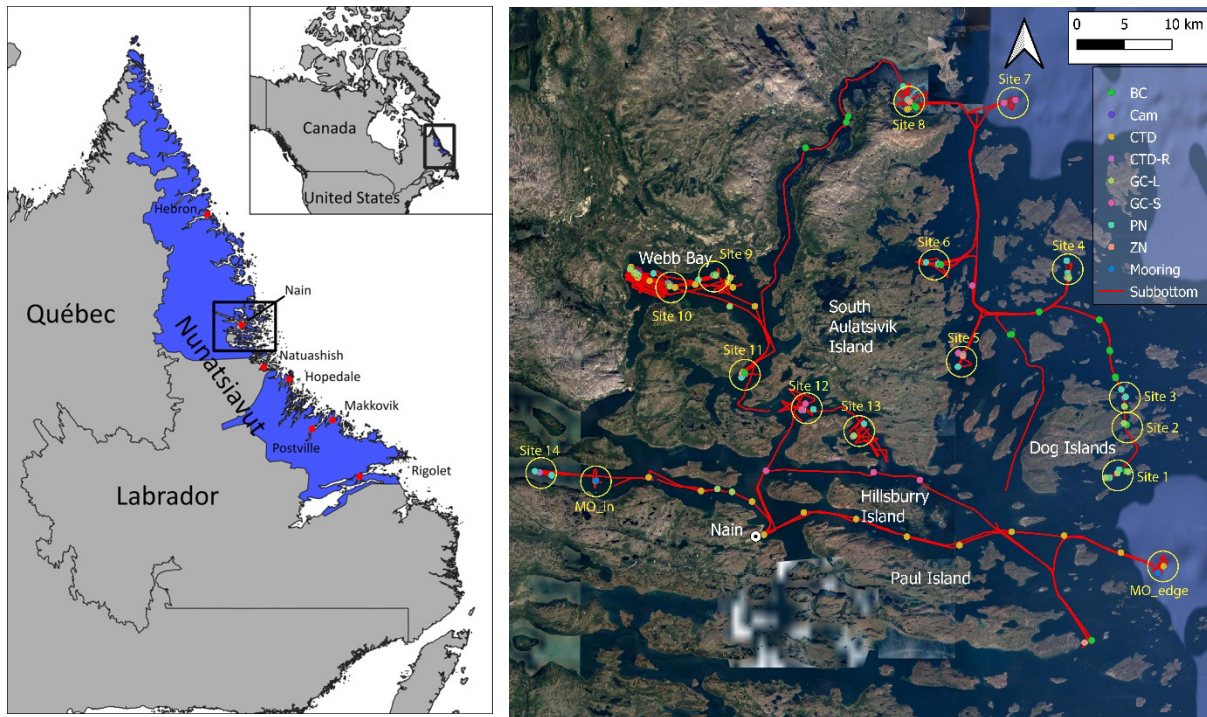 Canada
United States
Hebron
Nain
Québec
Nunatsiavut
Natuashish
Hopedale
Makkovik
Postville
Rigolet
Labrador
0 5 10 km
Site 7
Site 8
BC
Cam
CTD
CTD-R
GC-L
GC-S
PN
ZN
Mooring
Subbottom
Site 6
Site 4
Webb Bay
Site 9
Site 10
South
Aulatsivik
Island
Site 5
Site 11
Site 12
Site 13
Site 3
Site 2
Dog Islands
Site 1
Site 14
MO_in
Hillsburry
Island
Nain
Paul Island
MO_edge